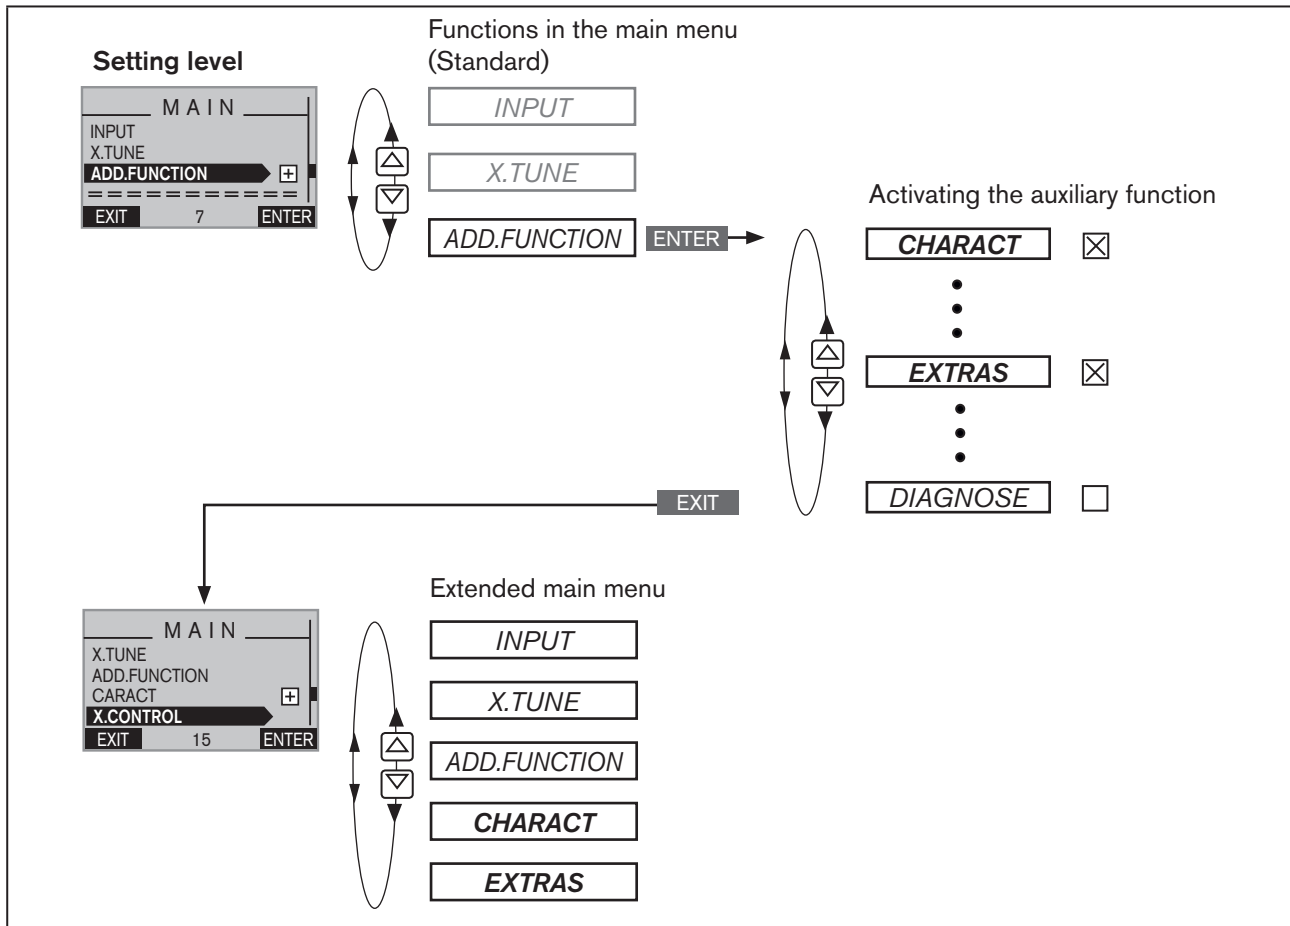 Functions in the main menu
(Standard)
Setting level
MAIN
INPUT
X.TUNE
ADD.FUNCTION
============
EXIT 7 ENTER
INPUT
X.TUNE
ADD.FUNCTION ENTER
Activating the auxiliary function
CHARACT
EXTRAS
DIAGNOSE
EXIT
Extended main menu
MAIN
X.TUNE
ADD.FUNCTION
CARACT
X.CONTROL
EXIT 15 ENTER
INPUT
X.TUNE
ADD.FUNCTION
CHARACT
EXTRAS